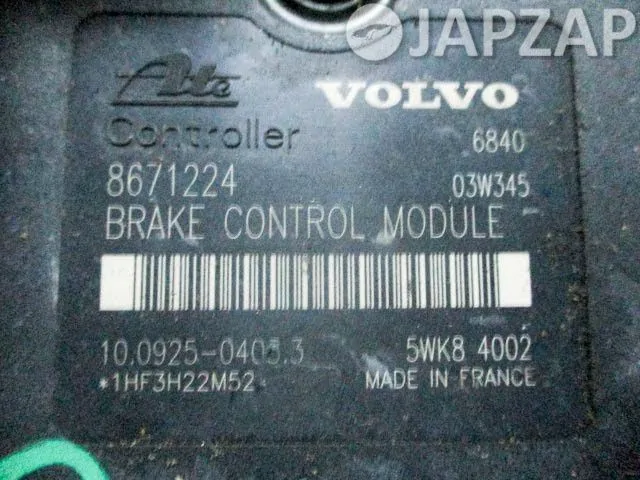 JAPZAP
Ate VOLVO
Controller 6840
8671224 03W345
BRAKE CONTROL MODULE
10.0925-0405.3 5WK8 4002
*1HF3H22M52 MADE IN FRANCE